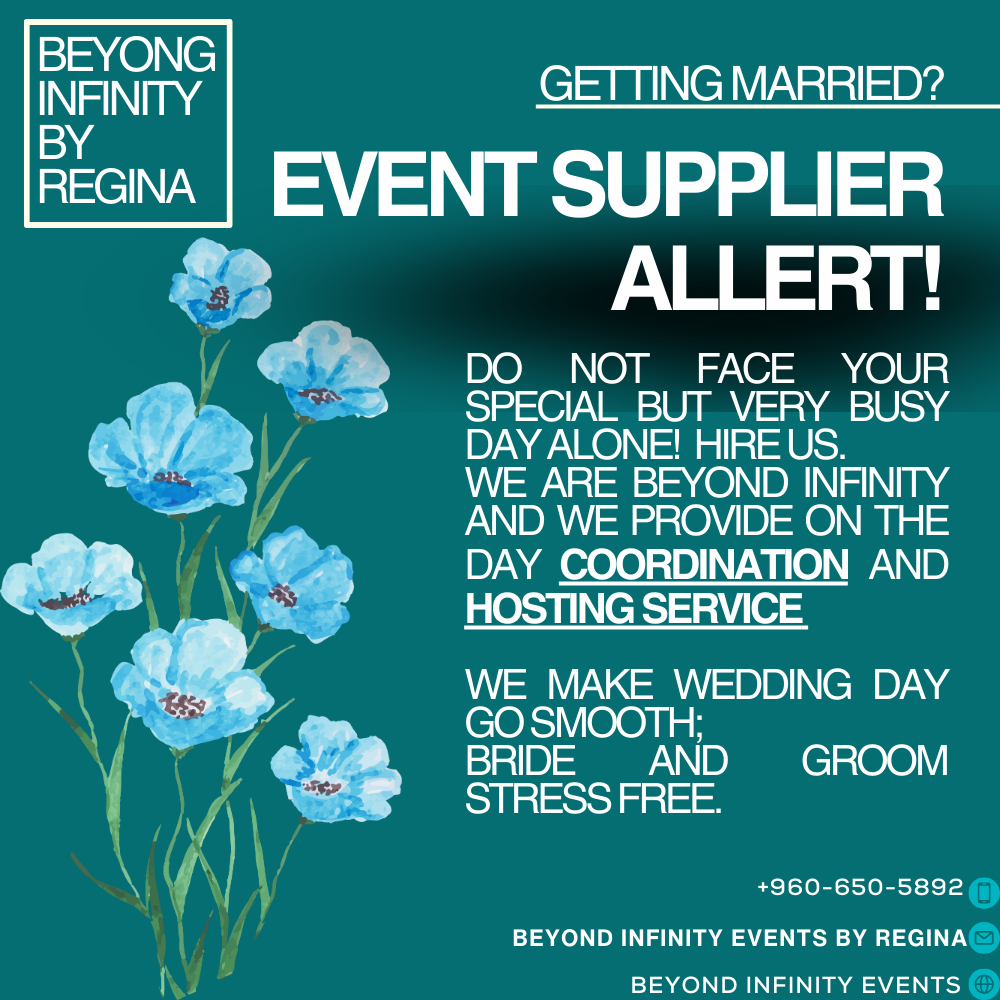 BEYONG
INFINITY
BY
REGINA
GETTING MARRIED?
EVENT SUPPLIER
ALLERT!
DO NOT FACE YOUR
SPECIAL BUT VERY BUSY
DAY ALONE! HIRE US.
WE ARE BEYOND INFINITY
AND WE PROVIDE ON THE
DAY COORDINATION AND
HOSTING SERVICE
WE MAKE WEDDING DAY
GO SMOOTH;
BRIDE AND GROOM
STRESS FREE.
+960-650-5892
BEYOND INFINITY EVENTS BY REGINA
BEYOND INFINITY EVENTS